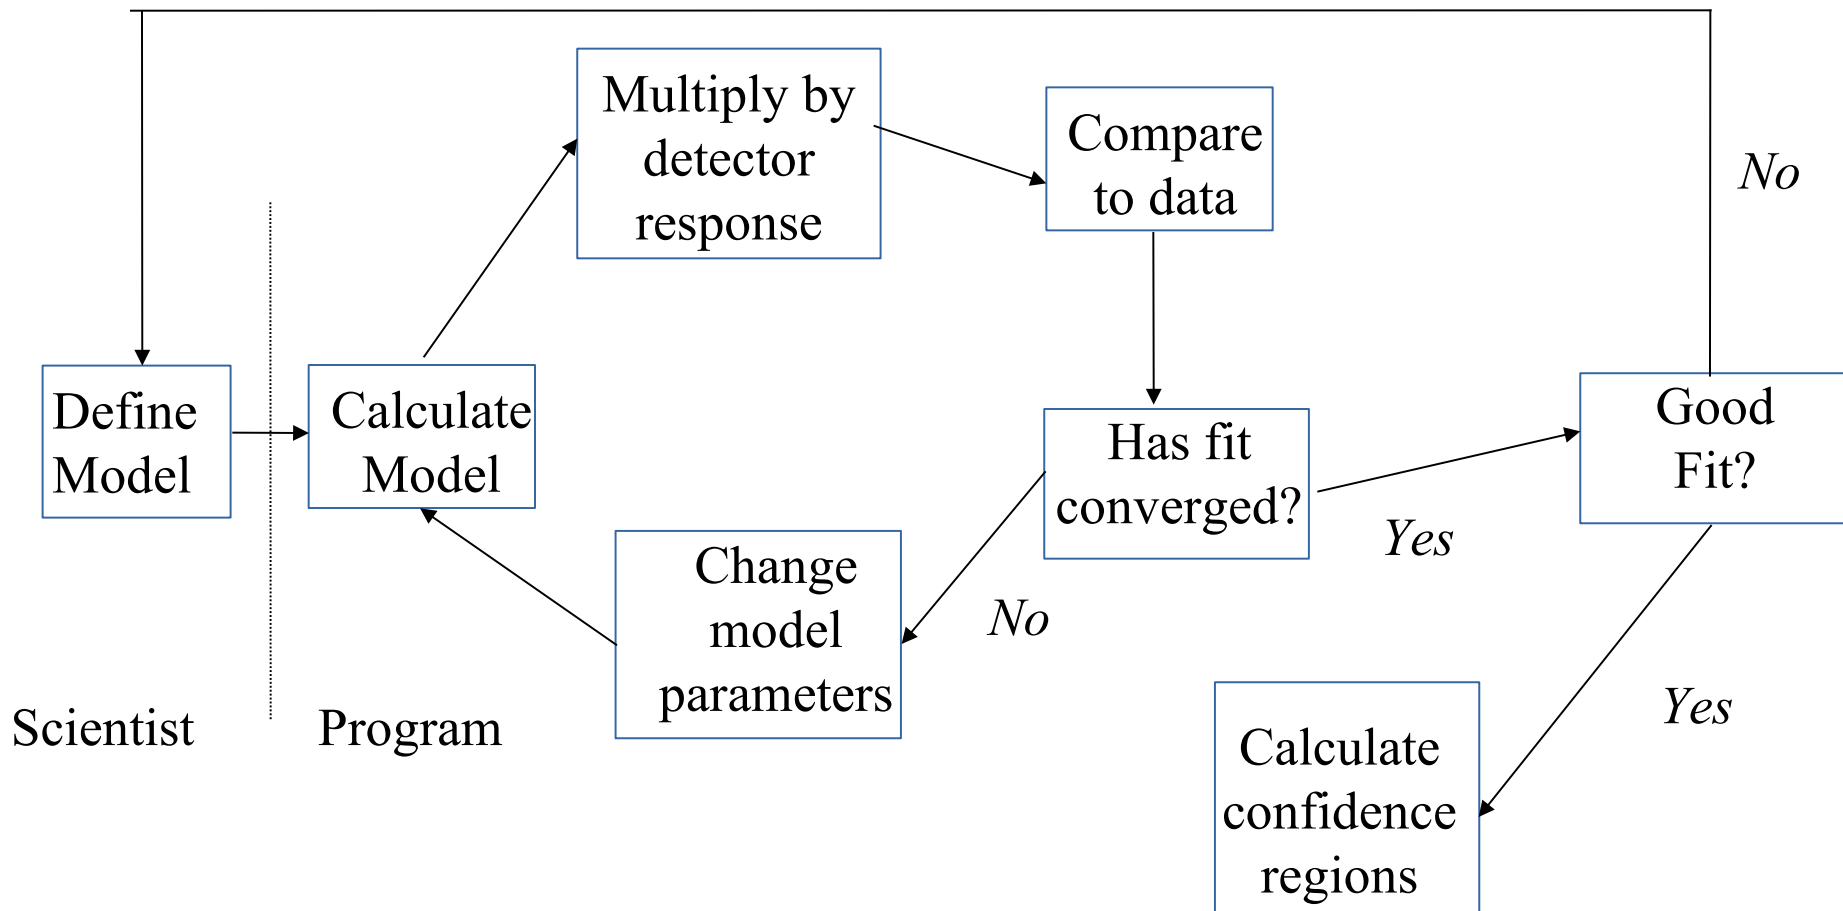 Multiply by
detector
response
Compare
to data
No
Define
Model
Calculate
Model
Has fit
converged?
Good
Fit?
Yes
Change
model
parameters
No
Scientist
Program
Yes
Calculate
confidence
regions